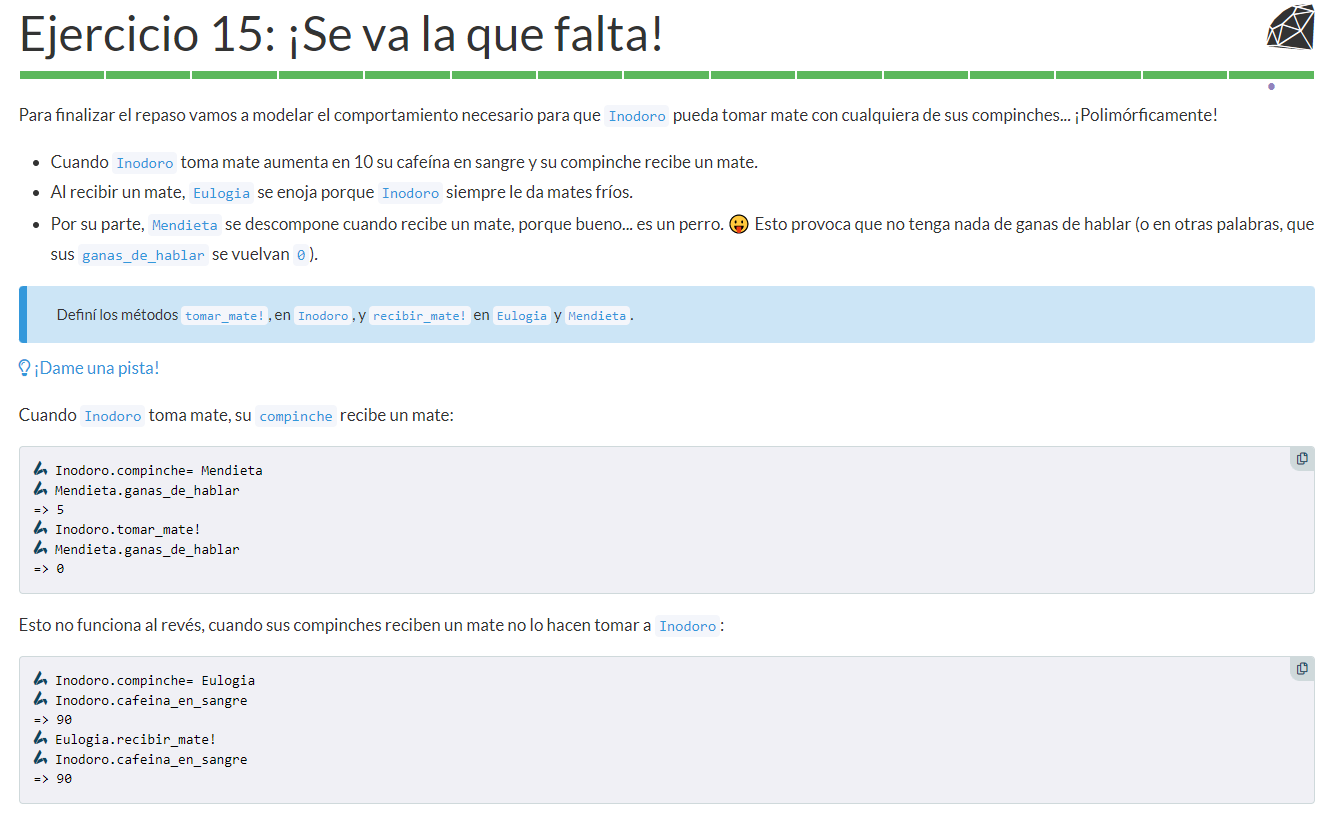 Ejercicio 15: ¡Se va la que falta!
Para finalizar el repaso vamos a modelar el comportamiento necesario para que Inodoro pueda tomar mate con cualquiera de sus compinches... ¡Polimórficamente!
Cuando Inodoro toma mate aumenta en 10 su cafeína en sangre y su compinche recibe un mate.
Al recibir un mate, Eulogia se enoja porque Inodoro siempre le da mates fríos.
Por su parte, Mendieta se descompone cuando recibe un mate, porque bueno... es un perro. 😛 Esto provoca que no tenga nada de ganas de hablar (o en otras palabras, que
sus ganas_de_hablar se vuelvan 0 ).
Definí los métodos tomar_mate!, en Inodoro, y recibir_mate! en Eulogia y Mendieta.
¡Dame una pista!
Cuando Inodoro toma mate, su compinche recibe un mate:
Inodoro.compinche= Mendieta
Mendieta.ganas_de_hablar
=> 5
Inodoro.tomar_mate!
Mendieta.ganas_de_hablar
=> 0
Esto no funciona al revés, cuando sus compinches reciben un mate no lo hacen tomar a Inodoro:
Inodoro.compinche= Eulogia
Inodoro.cafeina_en_sangre
=> 90
Eulogia.recibir_mate!
Inodoro.cafeina_en_sangre
=> 90